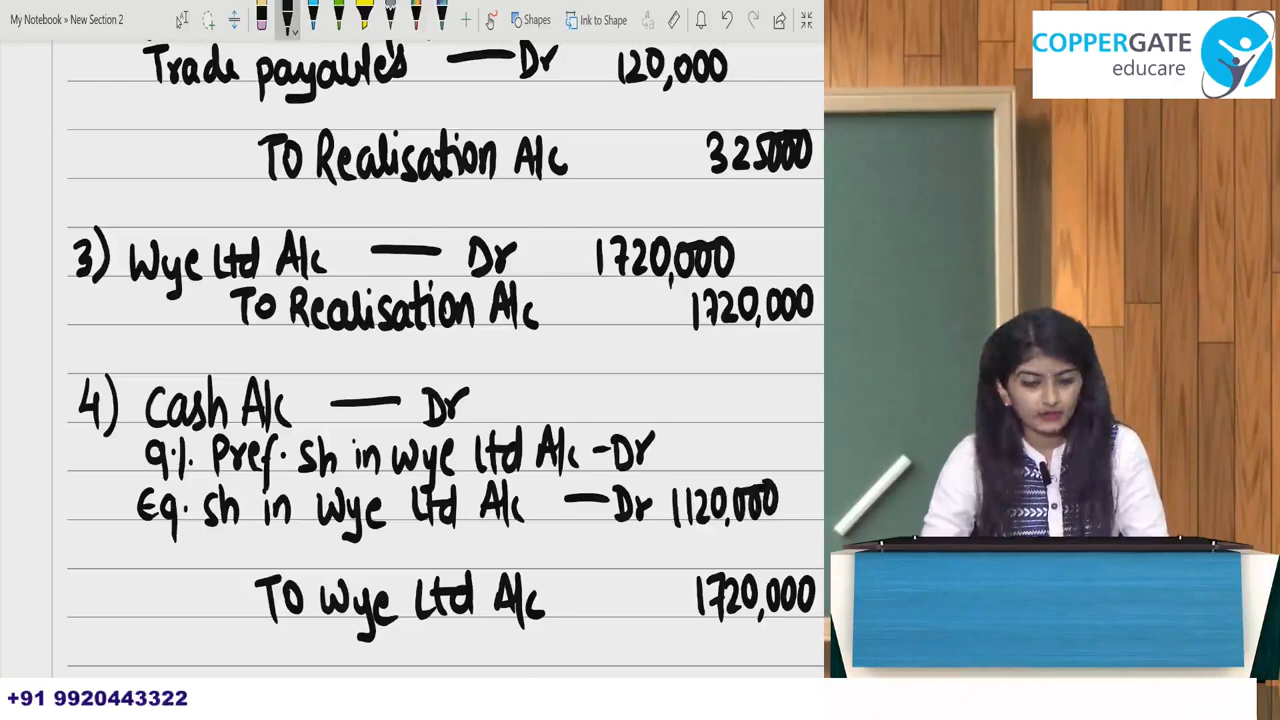 My Notebook » New Section 2
Shapes
Ink to Shape
COPPERGATE
educare
Trade payables — Dr 120,000
To Realisation A/c 325000
3) Wye Ltd A/c — Dr 1720,000
To Realisation A/c 1720,000
4) Cash A/c — Dr
9%. Pref. sh in wye Ltd A/c - Dr
Eq. sh in wye Ltd A/c — Dr 1120,000
To Wye Ltd A/c 1720,000
+91 9920443322